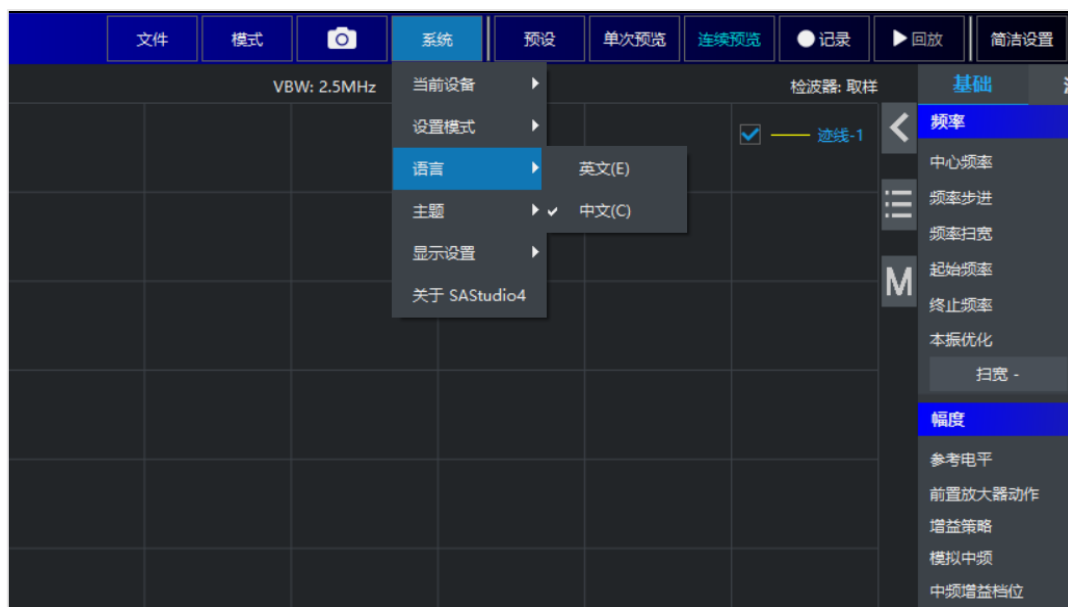 文件 模式 系统 预设 单次预览 连续预览 记录 回放 简洁设置
VBW: 2.5MHz 检波器: 取样
迹线-1
当前设备
设置模式
语言
主题
显示设置
关于 SAStudio4
英文(E)
中文(C)
M
基础
频率
中心频率
频率步进
频率扫宽
起始频率
终止频率
本振优化
扫宽 -
幅度
参考电平
前置放大器动作
增益策略
模拟中频
中频增益档位